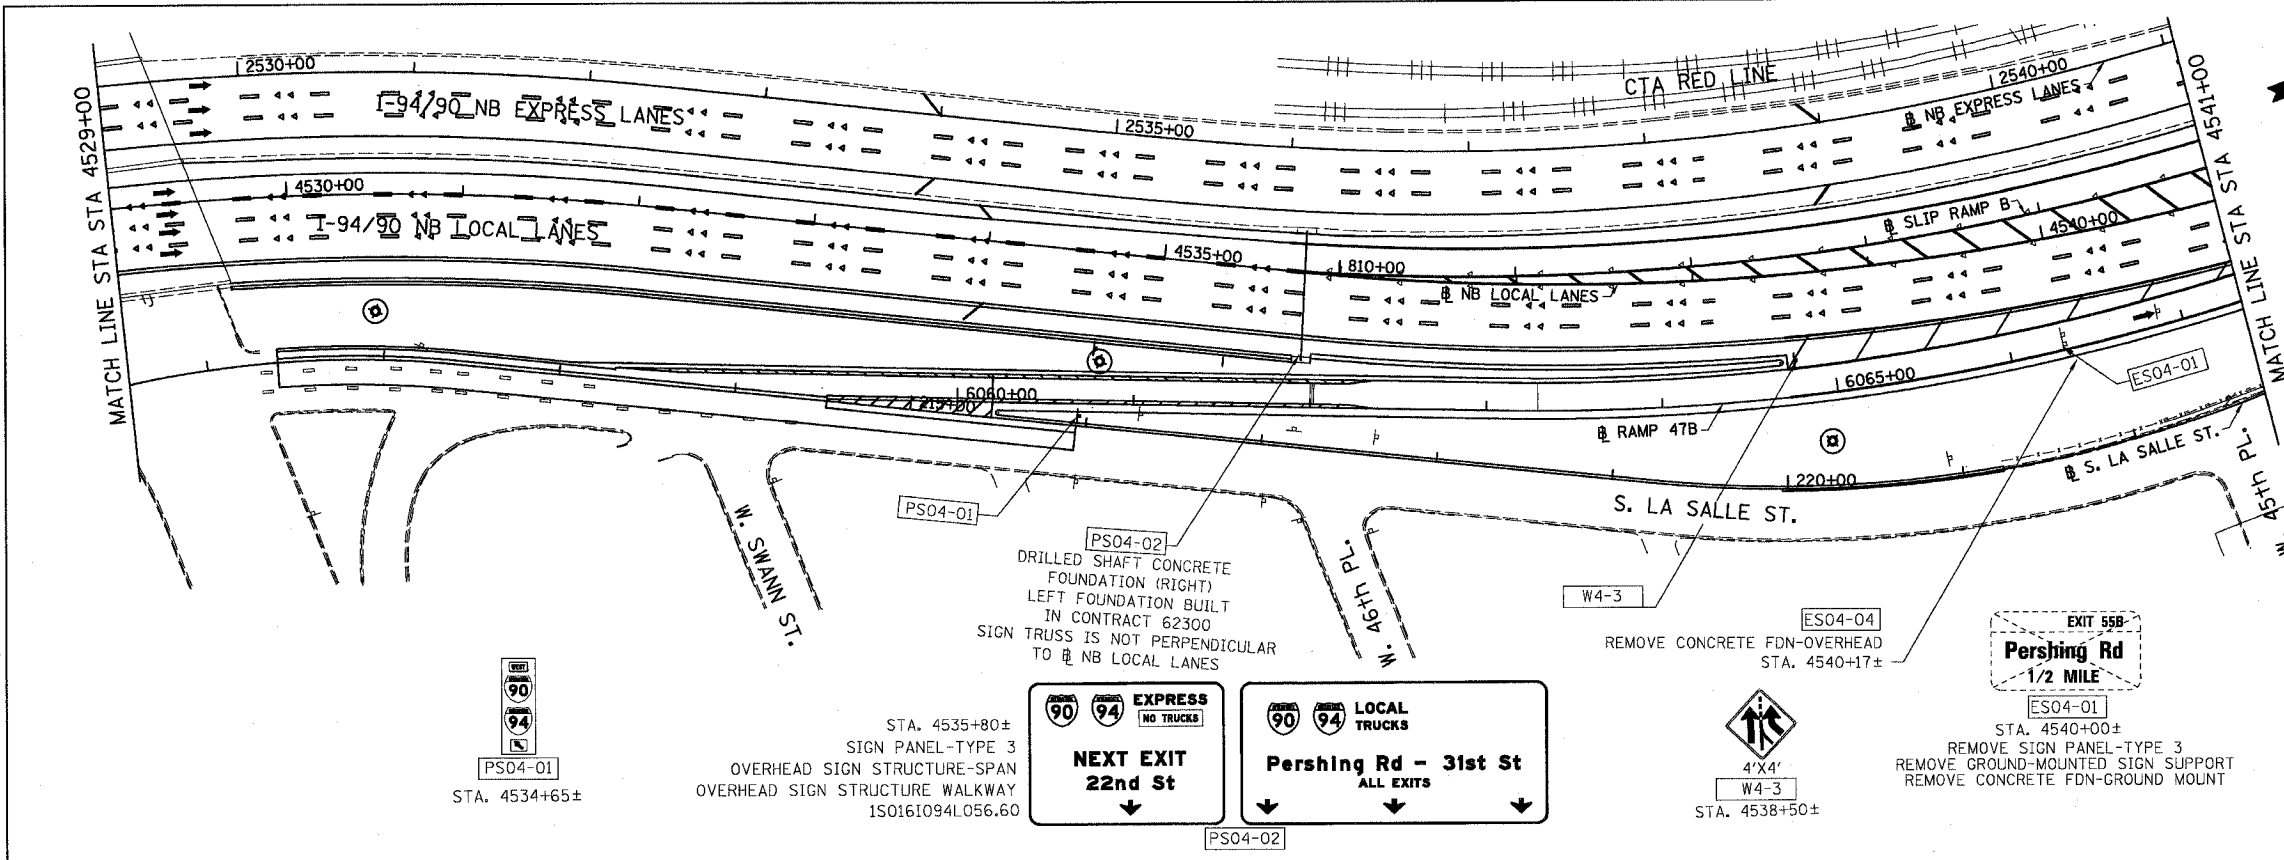 MATCH LINE STA STA 4529+00
2530+00
I-94/90 NB EXPRESS LANES
2535+00
CTA RED LINE
2540+00
℄ NB EXPRESS LANES
MATCH LINE STA STA 4541+00
4530+00
I-94/90 NB LOCAL LANES
4535+00
810+00
℄ NB LOCAL LANES
℄ SLIP RAMP B
4540+00
6060+00
6065+00
℄ RAMP 47B
ES04-01
220+00
℄ S. LA SALLE ST.
S. LA SALLE ST.
W. 45th PL.
W. SWANN ST.
W. 46th PL.
PS04-01
PS04-02
DRILLED SHAFT CONCRETE
FOUNDATION (RIGHT)
LEFT FOUNDATION BUILT
IN CONTRACT 62300
SIGN TRUSS IS NOT PERPENDICULAR
TO ℄ NB LOCAL LANES
W4-3
ES04-04
REMOVE CONCRETE FDN-OVERHEAD
STA. 4540+17±
WEST
90
94
PS04-01
STA. 4534+65±
STA. 4535+80±
SIGN PANEL-TYPE 3
OVERHEAD SIGN STRUCTURE-SPAN
OVERHEAD SIGN STRUCTURE WALKWAY
1S016I094L056.60
90 94 EXPRESS
NO TRUCKS
NEXT EXIT
22nd St
90 94 LOCAL
TRUCKS
Pershing Rd - 31st St
ALL EXITS
PS04-02
4'X4'
W4-3
STA. 4538+50±
EXIT 55B
Pershing Rd
1/2 MILE
ES04-01
STA. 4540+00±
REMOVE SIGN PANEL-TYPE 3
REMOVE GROUND-MOUNTED SIGN SUPPORT
REMOVE CONCRETE FDN-GROUND MOUNT